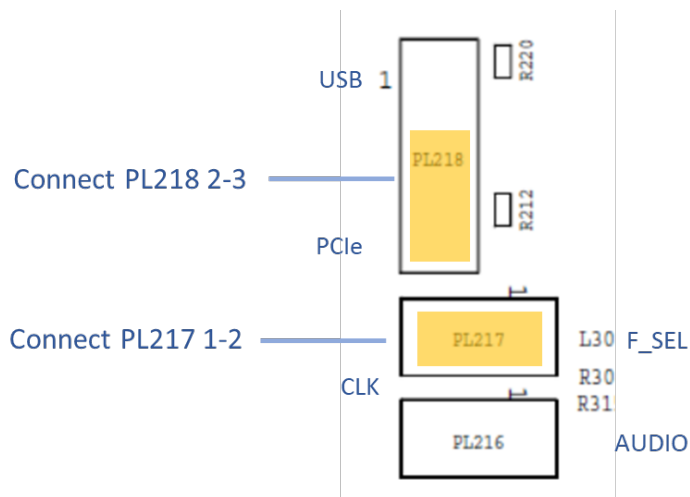 R220
USB 1
PL218
Connect PL218 2-3
R212
PCIe
1
Connect PL217 1-2
PL217
L30
F_SEL
R30
CLK
1
R31
PL216
AUDIO